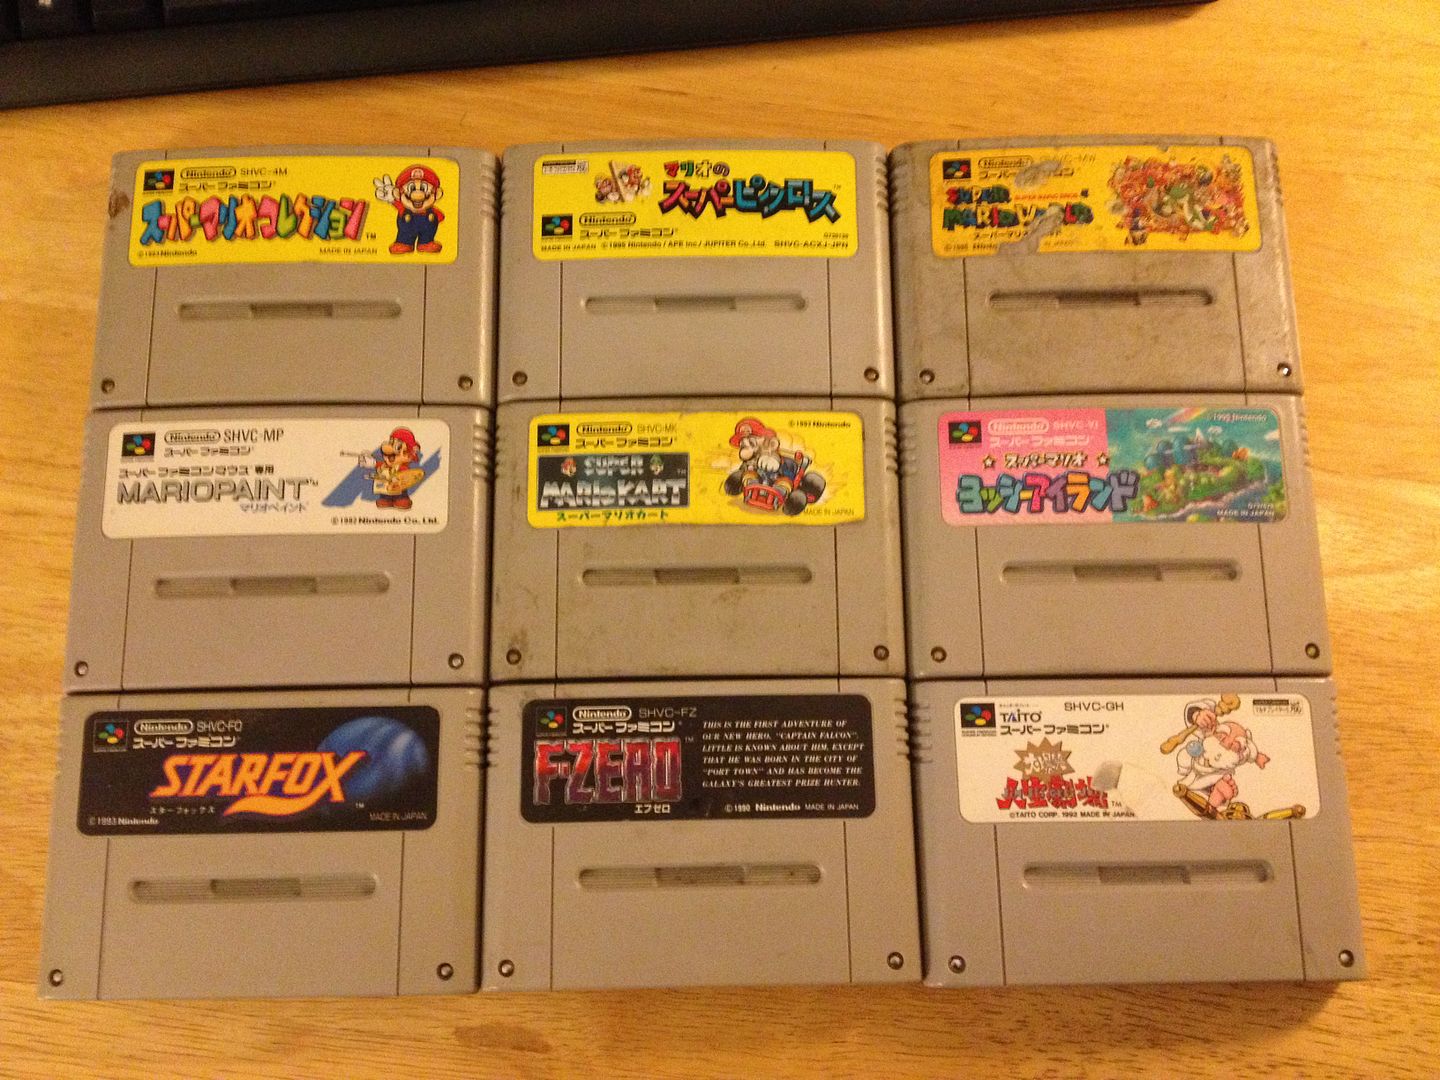 Nintendo SHVC-4M
スーパーファミコン
スーパーマリオコレクション TM
©1993 Nintendo MADE IN JAPAN
マリオの
スーパーピクロス TM
Nintendo
スーパーファミコン
MADE IN JAPAN ©1995 Nintendo / APE inc / JUPITER Co.,Ltd. SHVC-ACXJ-JPN
SUPER
MARIO WORLD
©1990
Nintendo SHVC-MP
スーパーファミコン
スーパーファミコンマウス 専用
MARIOPAINT TM
マリオペイント
©1992 Nintendo Co., Ltd.
Nintendo SHVC-MK
スーパーファミコン
©1992 Nintendo
SUPER
MARIO KART TM
スーパーマリオカート
MADE IN JAPAN
Nintendo SHVC-YI
スーパーファミコン
©1995 Nintendo
スーパーマリオ
ヨッシーアイランド
MADE IN JAPAN
Nintendo SHVC-FO
スーパーファミコン
STARFOX TM
スターフォックス
©1993 Nintendo MADE IN JAPAN
Nintendo SHVC-FZ
スーパーファミコン
F-ZERO TM
エフゼロ
THIS IS THE FIRST ADVENTURE OF
OUR NEW HERO, "CAPTAIN FALCON".
LITTLE IS KNOWN ABOUT HIM, EXCEPT
THAT HE WAS BORN IN THE CITY OF
"PORT TOWN" AND HAS BECOME THE
GALAXY'S GREATEST PRIZE HUNTER.
©1990 Nintendo MADE IN JAPAN
TAITO SHVC-GH
スーパーファミコン
TM
©TAITO CORP. 1992 MADE IN JAPAN